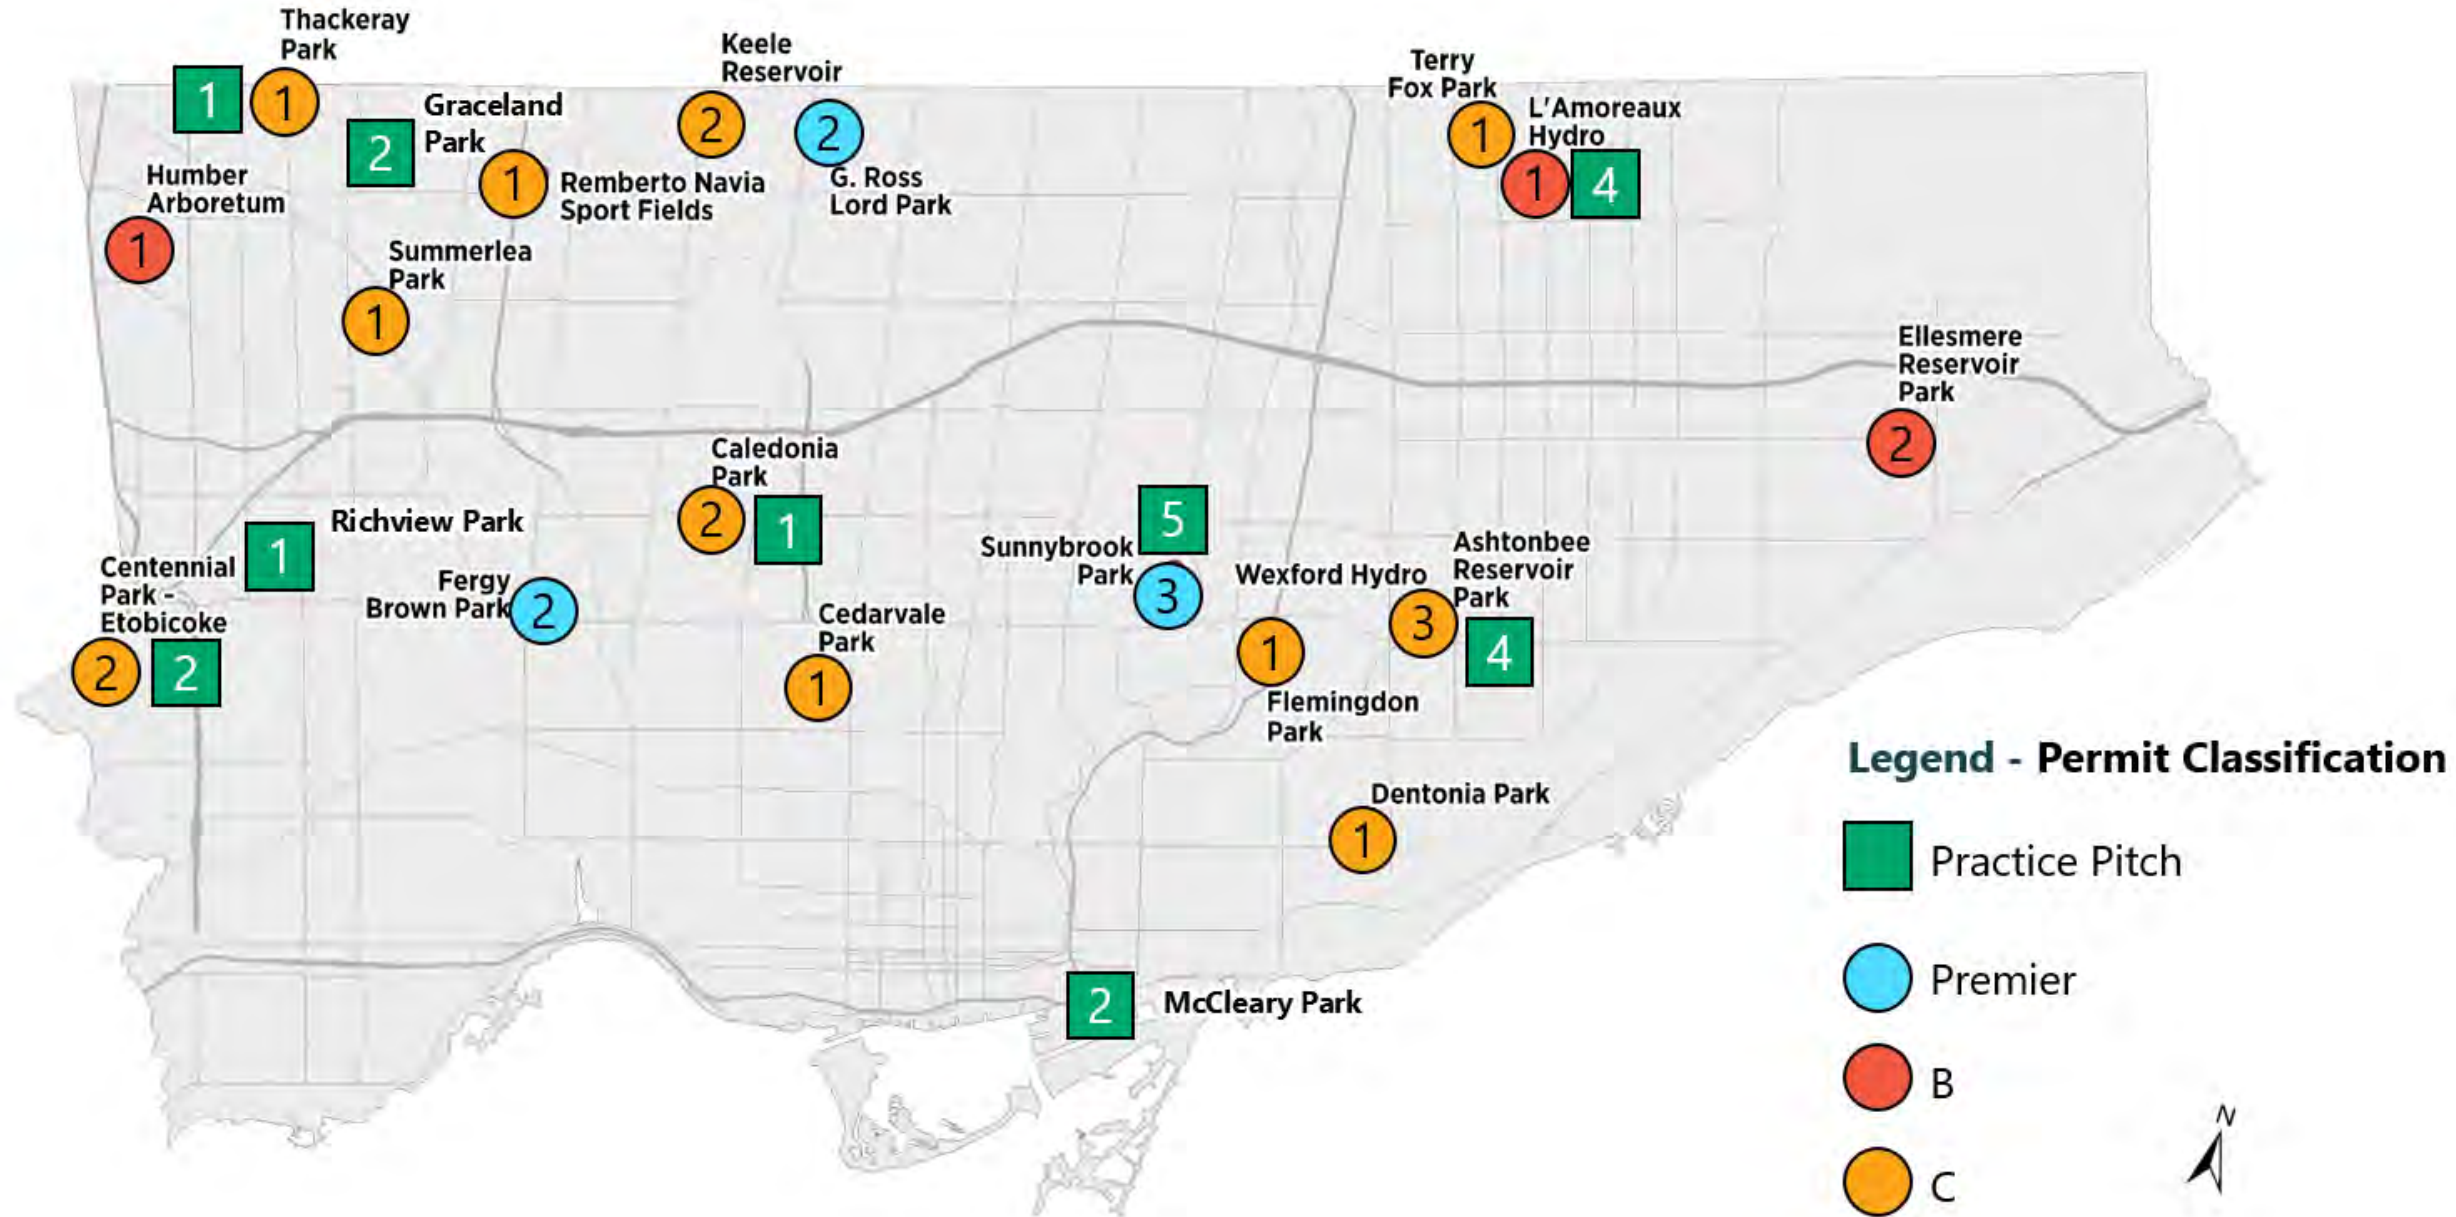 Thackeray
Park
1
1
Graceland
Park
2
Keele
Reservoir
2
2
G. Ross
Lord Park
Terry
Fox Park
1
L'Amoreaux
Hydro
1
4
Humber
Arboretum
1
1
Remberto Navia
Sport Fields
Summerlea
Park
1
Ellesmere
Reservoir
Park
2
Caledonia
Park
2
1
Richview Park
1
Centennial
Park -
Etobicoke
2
2
Fergy
Brown Park
2
Cedarvale
Park
1
5
Sunnybrook
Park
3
Wexford Hydro
3
Ashtonbee
Reservoir
Park
4
1
Flemingdon
Park
Dentonia Park
1
2
McCleary Park
Legend - Permit Classification
Practice Pitch
Premier
B
C
N